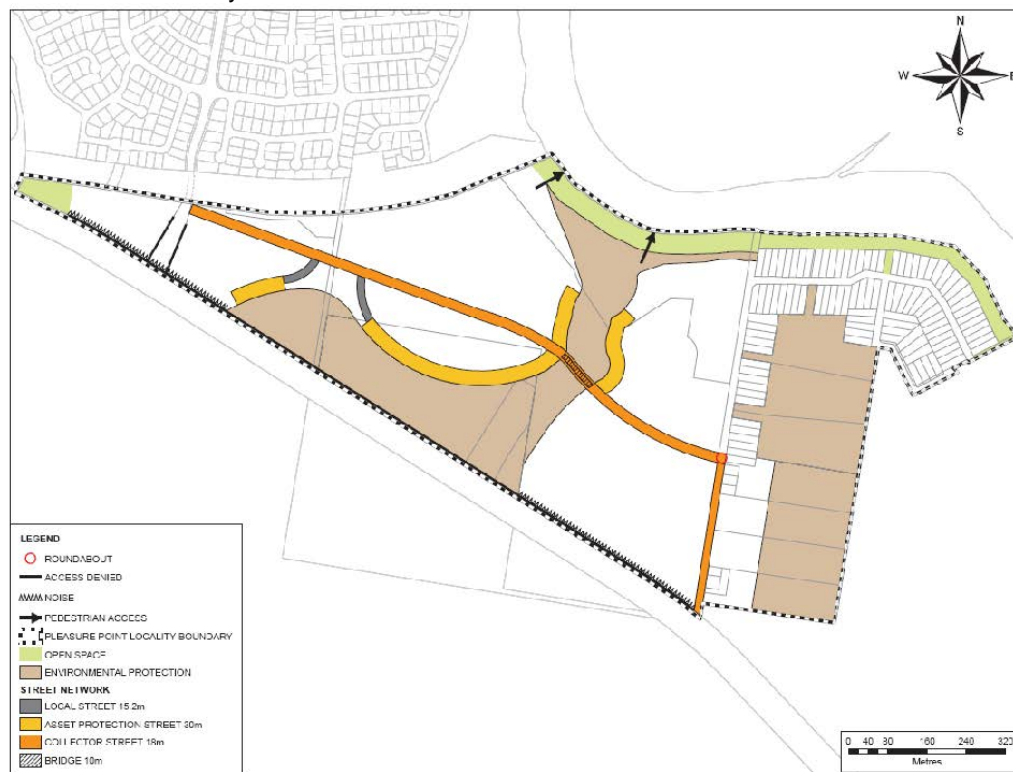 N
W E
S
LEGEND
ROUNDABOUT
ACCESS DENIED
NOISE
PEDESTRIAN ACCESS
PLEASURE POINT LOCALITY BOUNDARY
OPEN SPACE
ENVIRONMENTAL PROTECTION
STREET NETWORK
LOCAL STREET 15.2m
ASSET PROTECTION STREET 20m
COLLECTOR STREET 18m
BRIDGE 10m
0 40 80 160 240 320
Metres